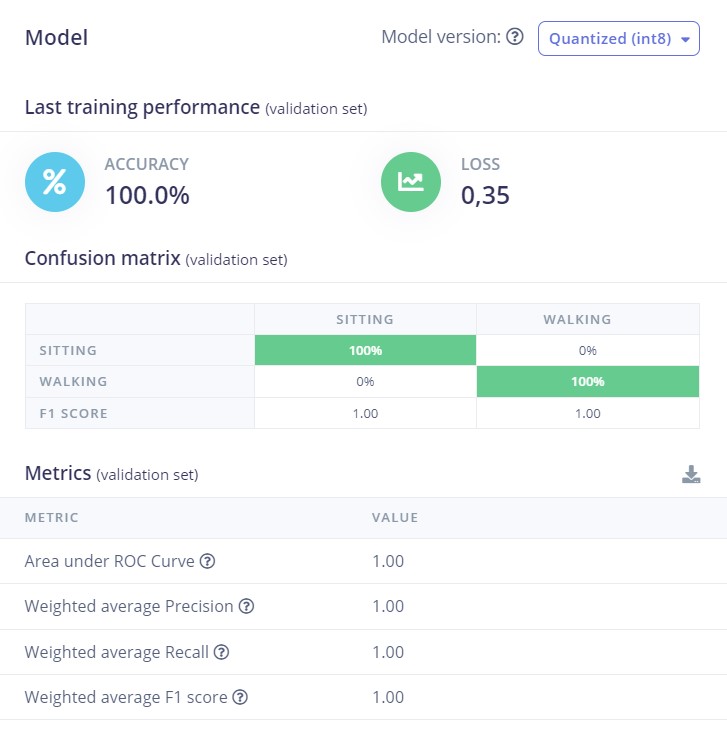 Model
Model version: ? Quantized (int8)
Last training performance (validation set)
% ACCURACY
100.0%
LOSS
0,35
Confusion matrix (validation set)
SITTING WALKING
SITTING 100% 0%
WALKING 0% 100%
F1 SCORE 1.00 1.00
Metrics (validation set)
METRIC VALUE
Area under ROC Curve ? 1.00
Weighted average Precision ? 1.00
Weighted average Recall ? 1.00
Weighted average F1 score ? 1.00